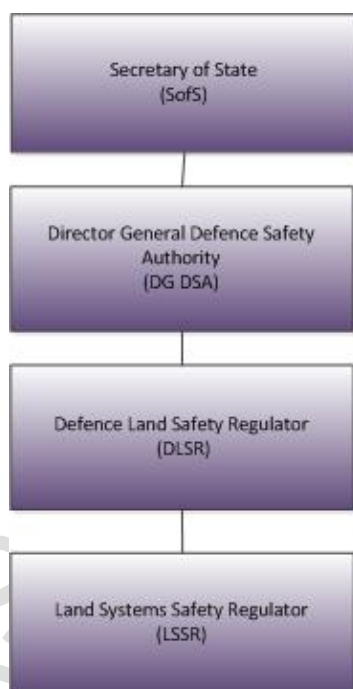 Secretary of State
(SofS)
Director General Defence Safety
Authority
(DG DSA)
Defence Land Safety Regulator
(DLSR)
Land Systems Safety Regulator
(LSSR)